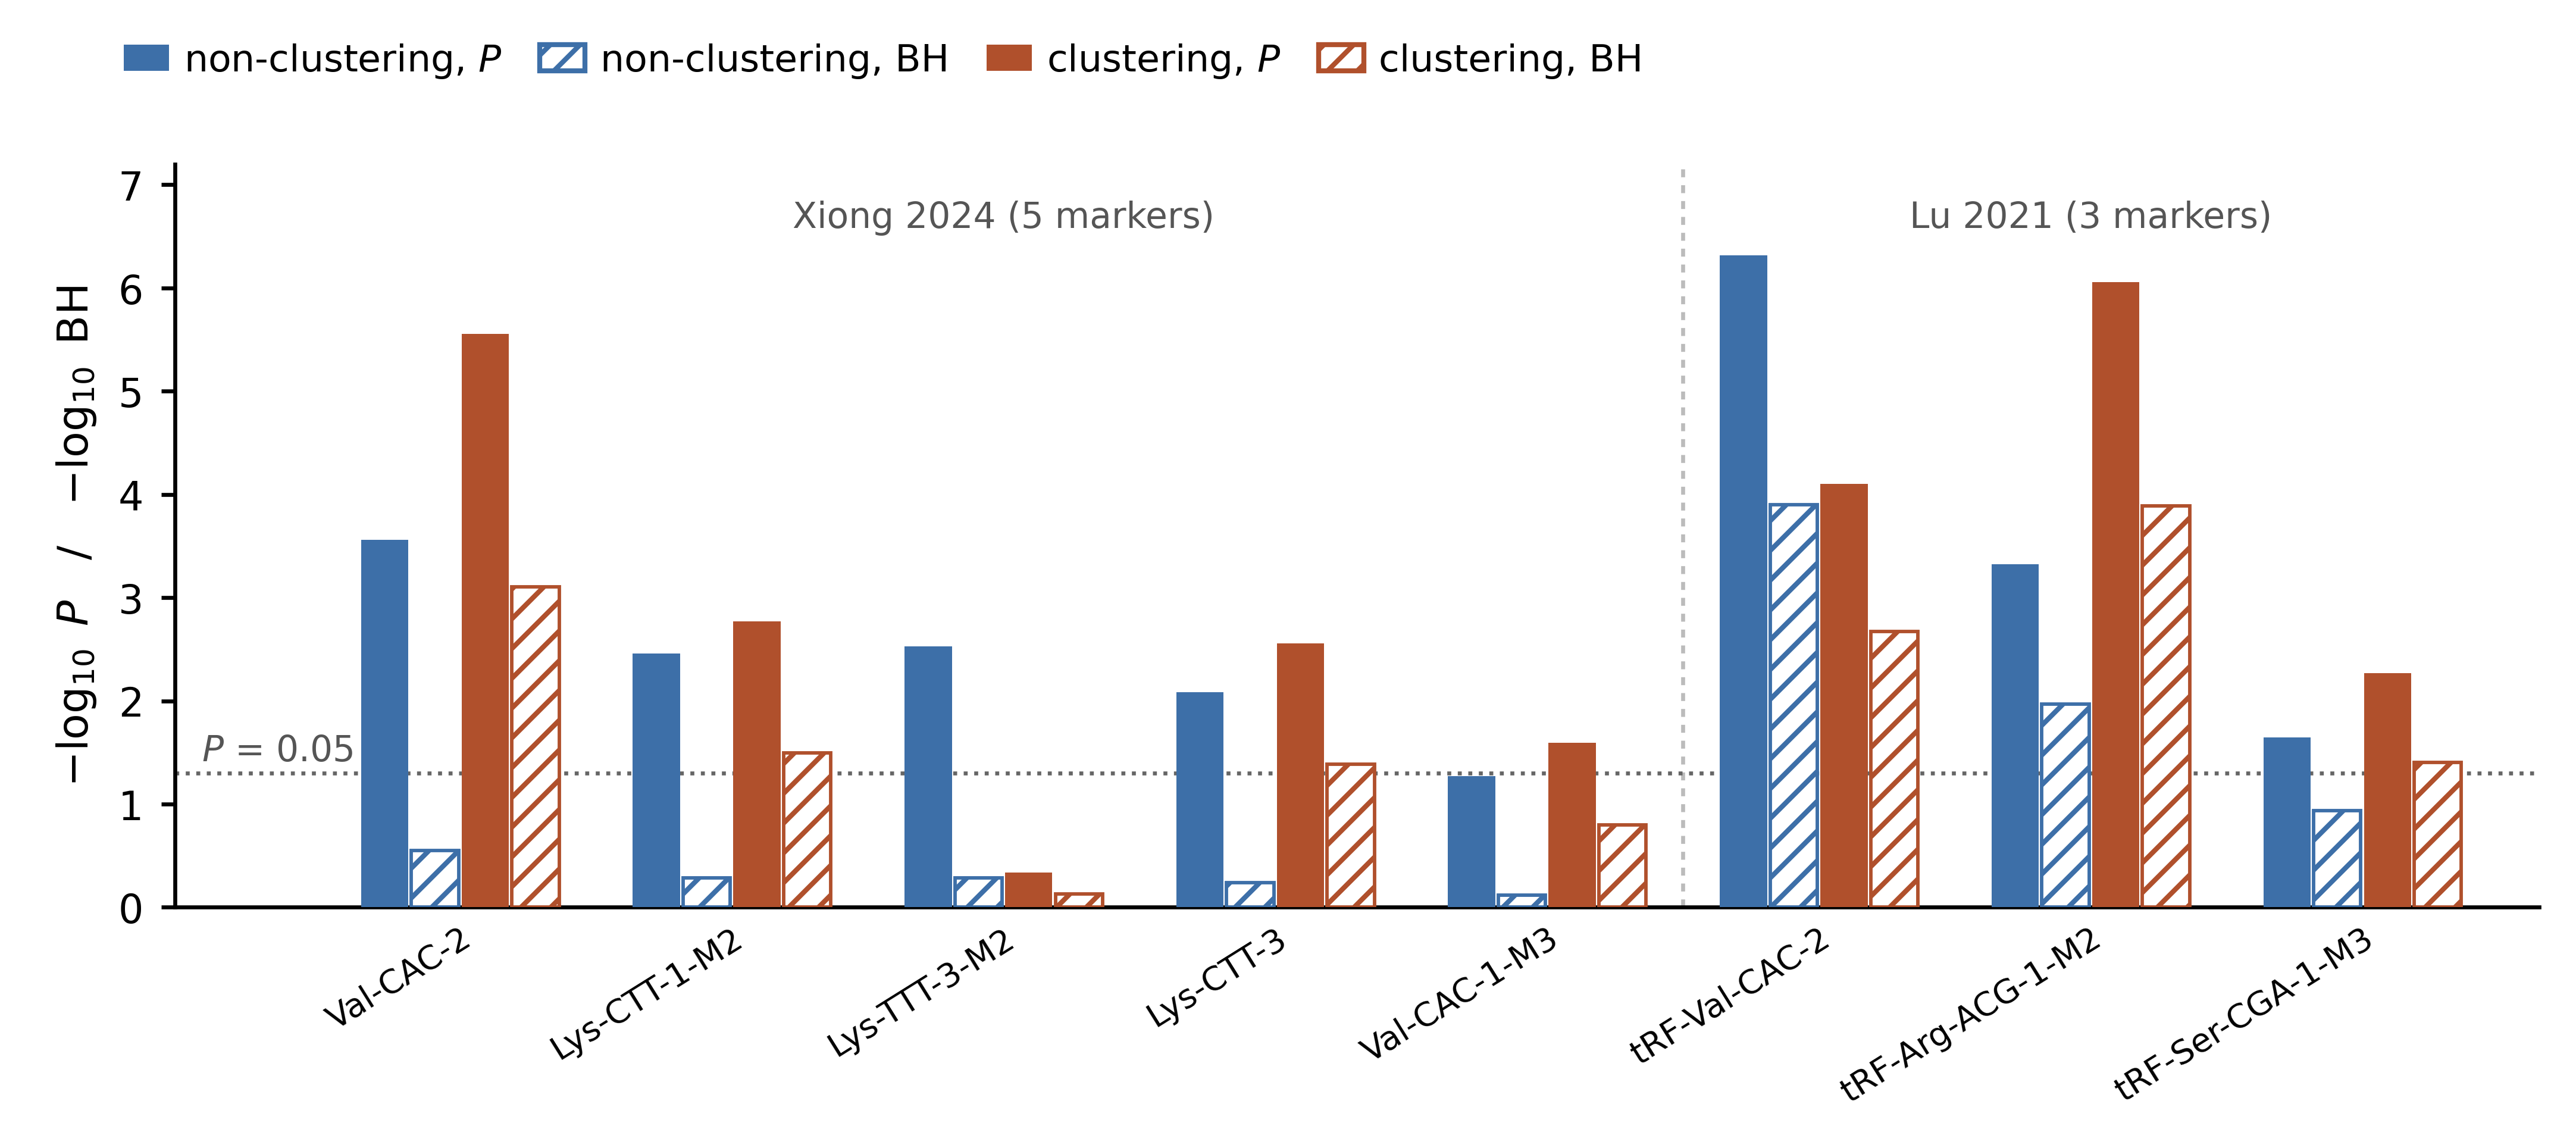 non-clustering, P
non-clustering, BH
clustering, P
clustering, BH
−log₁₀ P / −log₁₀ BH
7
6
5
4
3
2
1
0
Xiong 2024 (5 markers)
Lu 2021 (3 markers)
P = 0.05
Val-CAC-2
Lys-CTT-1-M2
Lys-TTT-3-M2
Lys-CTT-3
Val-CAC-1-M3
tRF-Val-CAC-2
tRF-Arg-ACG-1-M2
tRF-Ser-CGA-1-M3